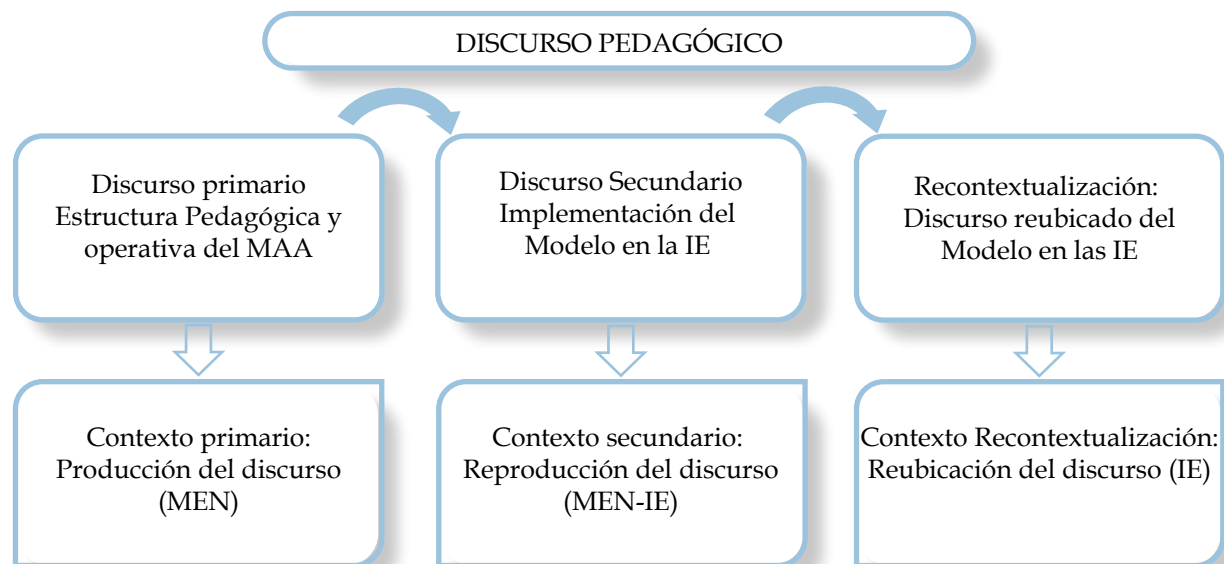 DISCURSO PEDAGÓGICO
Discurso primario
Estructura Pedagógica y
operativa del MAA
Discurso Secundario
Implementación del
Modelo en la IE
Recontextualización:
Discurso reubicado del
Modelo en las IE
Contexto primario:
Producción del discurso
(MEN)
Contexto secundario:
Reproducción del discurso
(MEN-IE)
Contexto Recontextualización:
Reubicación del discurso (IE)